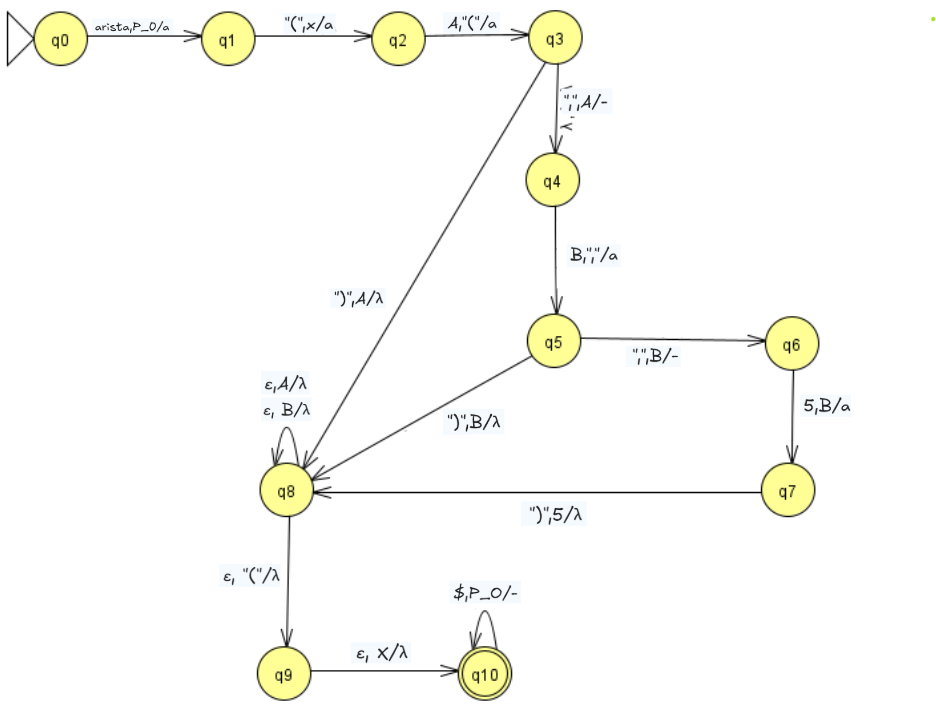 q0
arista,P_0/a
q1
"(",x/a
q2
A,"("/a
q3
",",A/-
q4
B,","/a
q5
",",B/-
q6
5,B/a
q7
")",A/λ
")",B/λ
")",5/λ
ε,A/λ
ε, B/λ
q8
ε, "("/λ
q9
ε, X/λ
$,P_0/-
q10